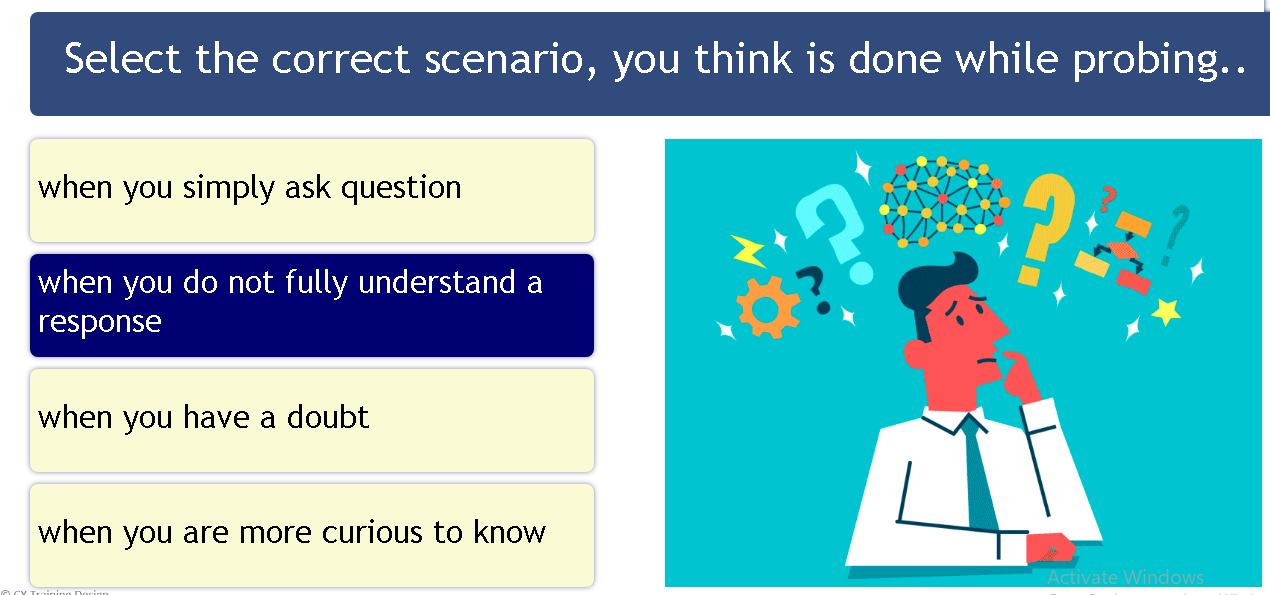 Select the correct scenario, you think is done while probing..
when you simply ask question
when you do not fully understand a
response
when you have a doubt
when you are more curious to know
Activate Windows
© CX Training Design